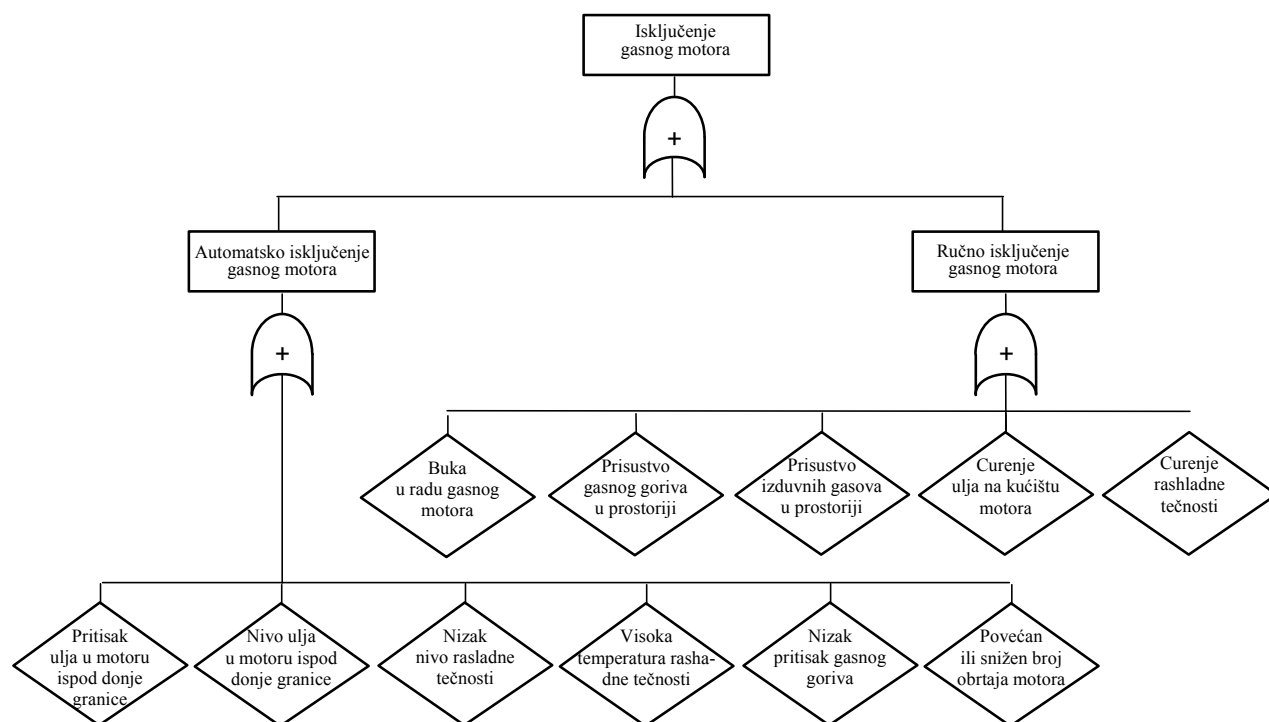 Isključenje
gasnog motora
+
Automatsko isključenje
gasnog motora
Ručno isključenje
gasnog motora
+
+
Buka
u radu gasnog
motora
Prisustvo
gasnog goriva
u prostoriji
Prisustvo
izduvnih gasova
u prostoriji
Curenje
ulja na kućištu
motora
Curenje
rashladne
tečnosti
Pritisak
ulja u motoru
ispod donje
granice
Nivo ulja
u motoru ispod
donje granice
Nizak
nivo rasladne
tečnosti
Visoka
temperatura rasha-
dne tečnosti
Nizak
pritisak gasnog
goriva
Povećan
ili snižen broj
obrtaja motora